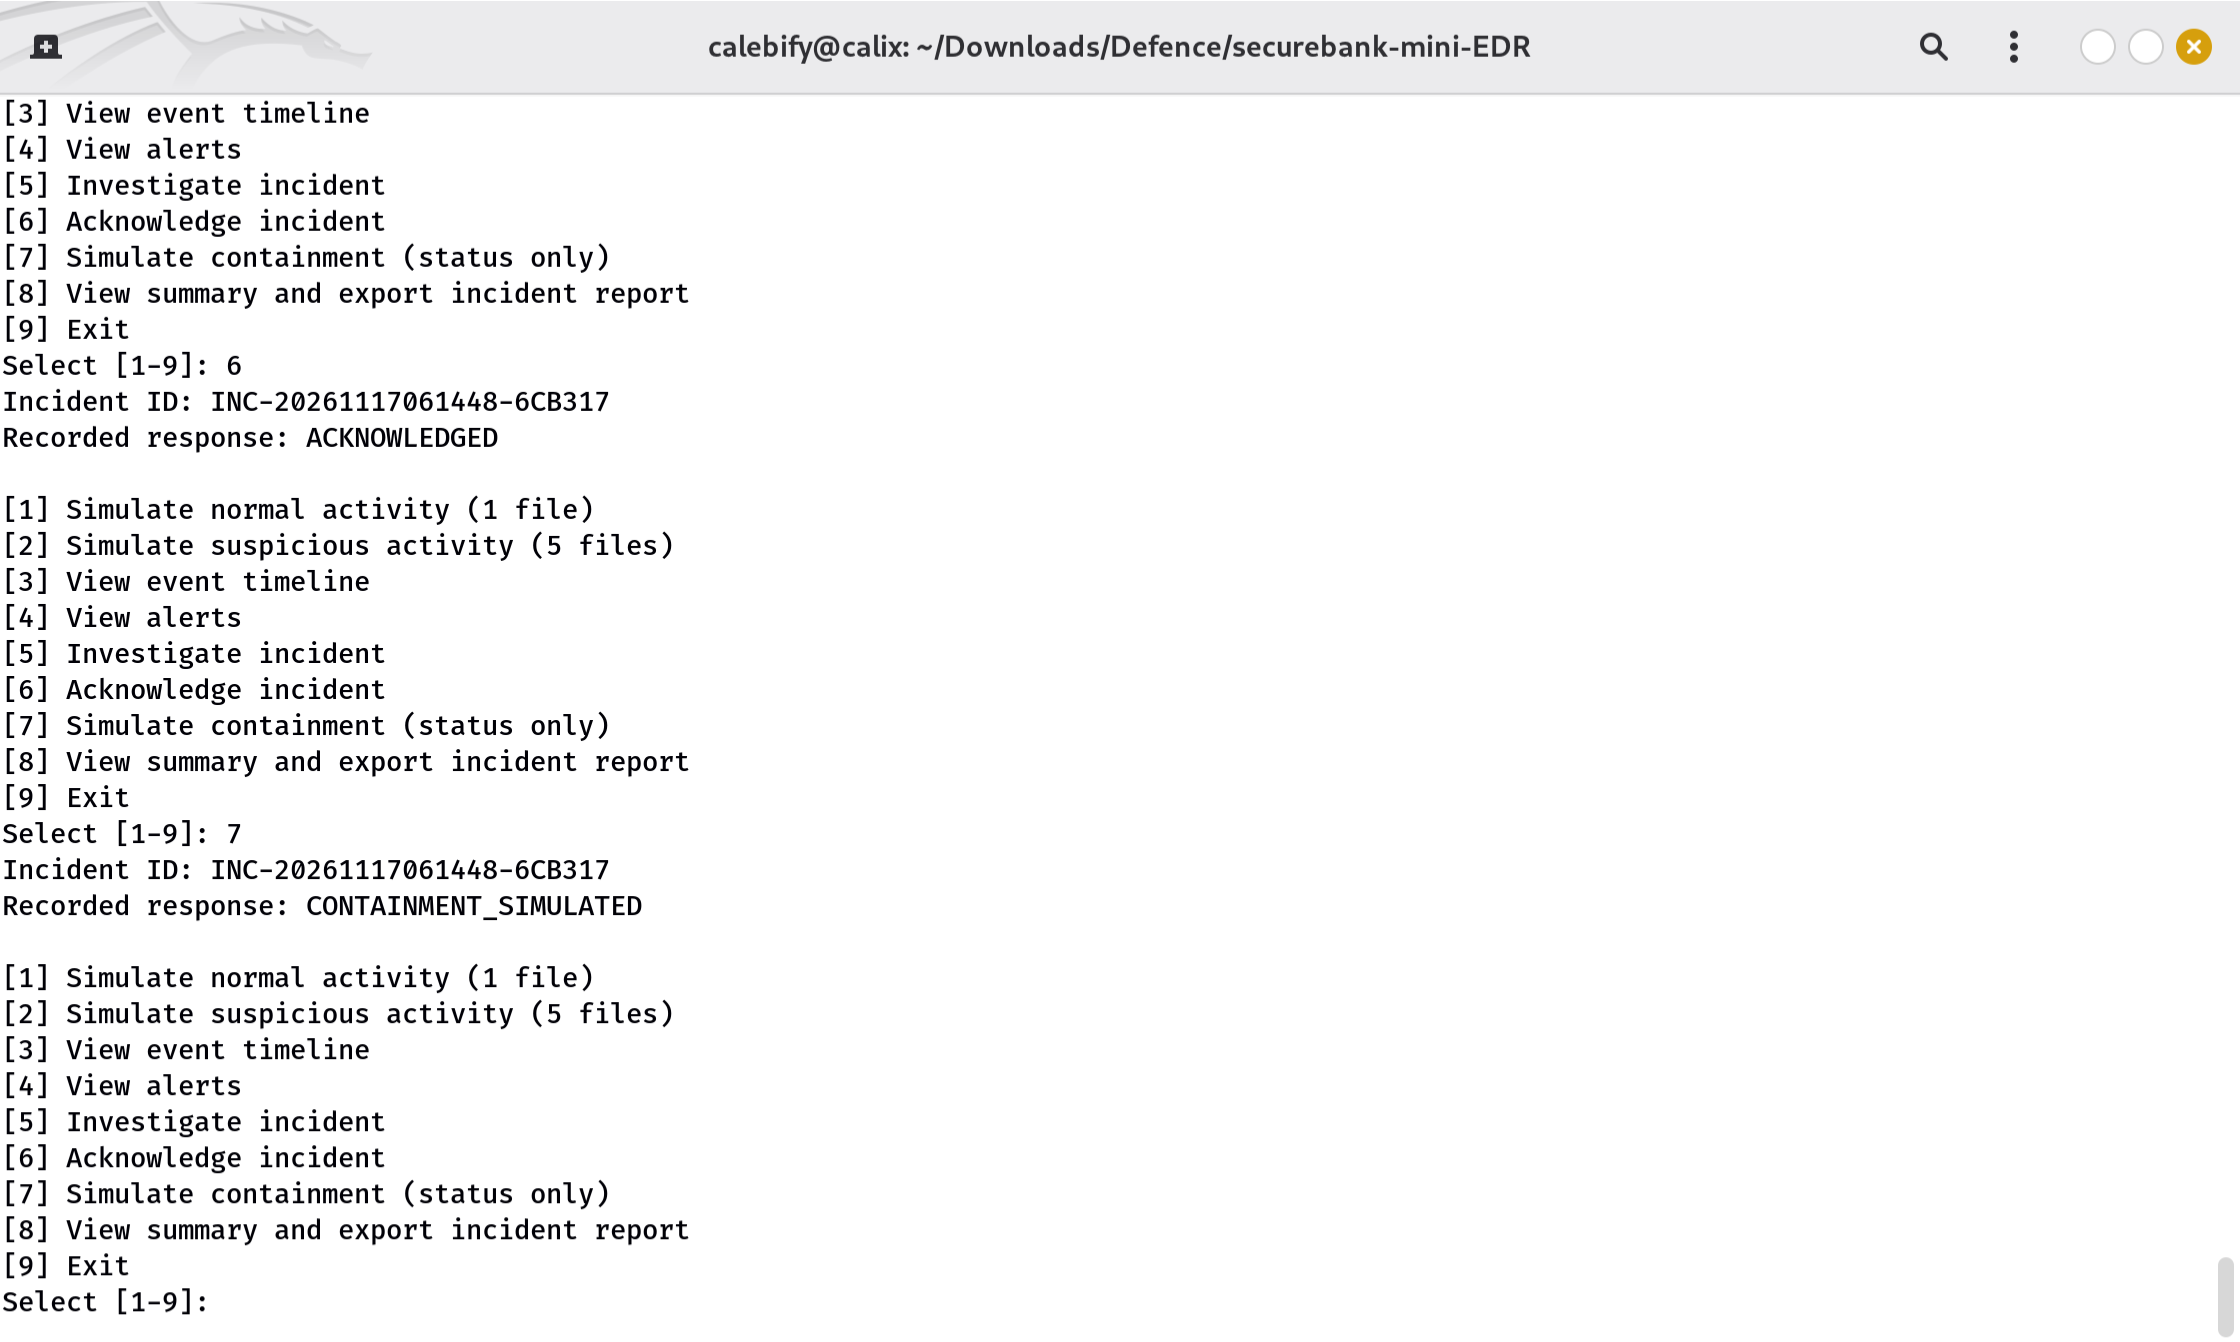 calebify@calix: ~/Downloads/Defence/securebank-mini-EDR
[3] View event timeline
[4] View alerts
[5] Investigate incident
[6] Acknowledge incident
[7] Simulate containment (status only)
[8] View summary and export incident report
[9] Exit
Select [1-9]: 6
Incident ID: INC-20261117061448-6CB317
Recorded response: ACKNOWLEDGED
[1] Simulate normal activity (1 file)
[2] Simulate suspicious activity (5 files)
[3] View event timeline
[4] View alerts
[5] Investigate incident
[6] Acknowledge incident
[7] Simulate containment (status only)
[8] View summary and export incident report
[9] Exit
Select [1-9]: 7
Incident ID: INC-20261117061448-6CB317
Recorded response: CONTAINMENT_SIMULATED
[1] Simulate normal activity (1 file)
[2] Simulate suspicious activity (5 files)
[3] View event timeline
[4] View alerts
[5] Investigate incident
[6] Acknowledge incident
[7] Simulate containment (status only)
[8] View summary and export incident report
[9] Exit
Select [1-9]: